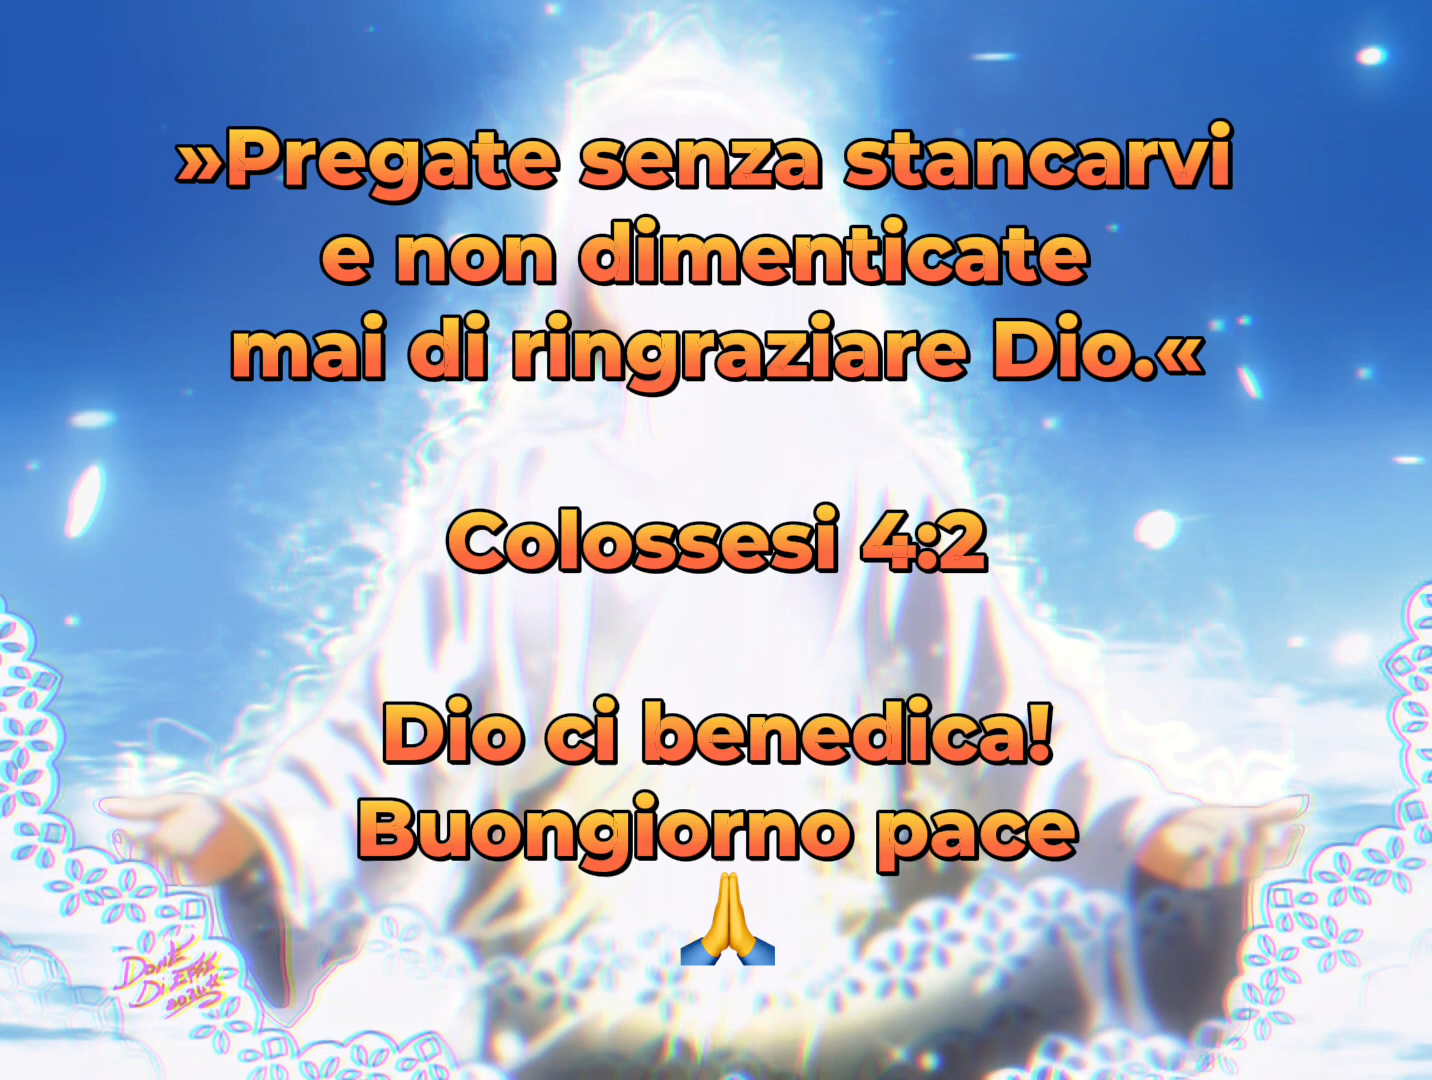 »Pregate senza stancarvi
e non dimenticate
mai di ringraziare Dio.«
Colossesi 4:2
Dio ci benedica!
Buongiorno pace
🙏